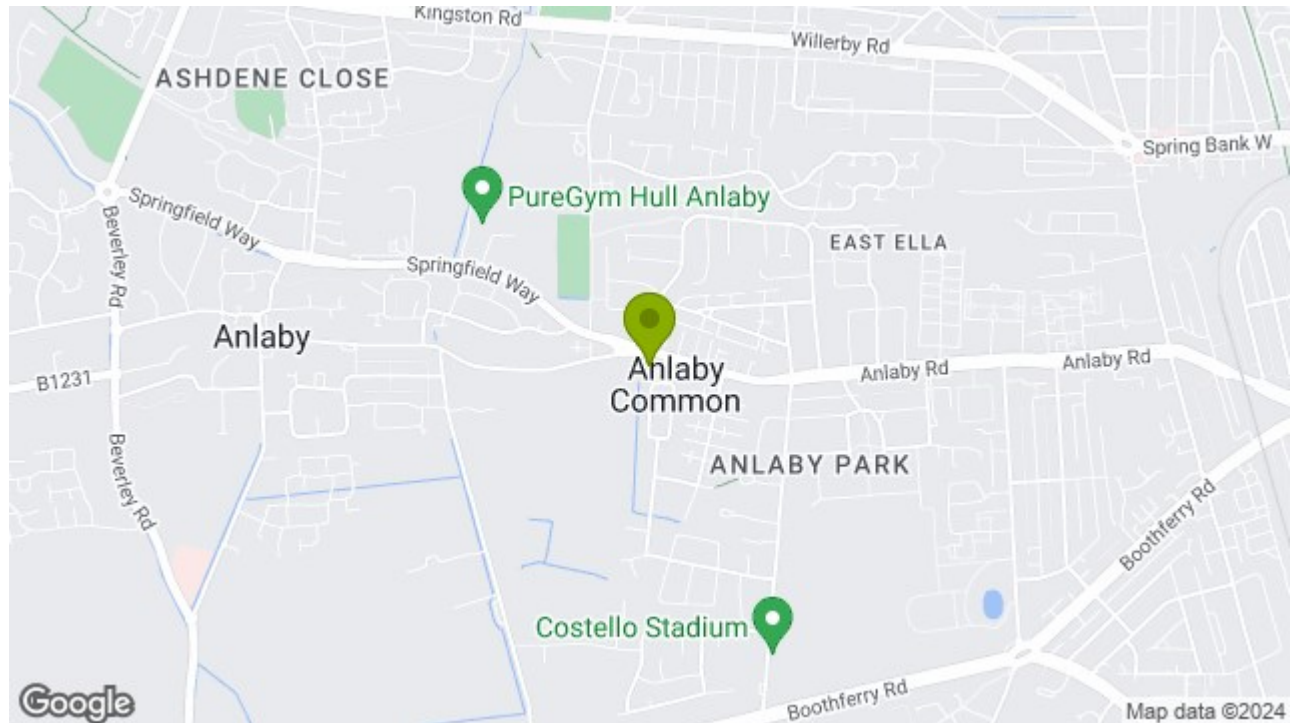 Kingston Rd
Willerby Rd
ASHDENE CLOSE
Spring Bank W
PureGym Hull Anlaby
Springfield Way
Beverley Rd
EAST ELLA
Springfield Way
Anlaby
B1231
Anlaby
Common
Anlaby Rd
Anlaby Rd
ANLABY PARK
Beverley Rd
Boothferry Rd
Costello Stadium
Boothferry Rd
Google
Map data ©2024